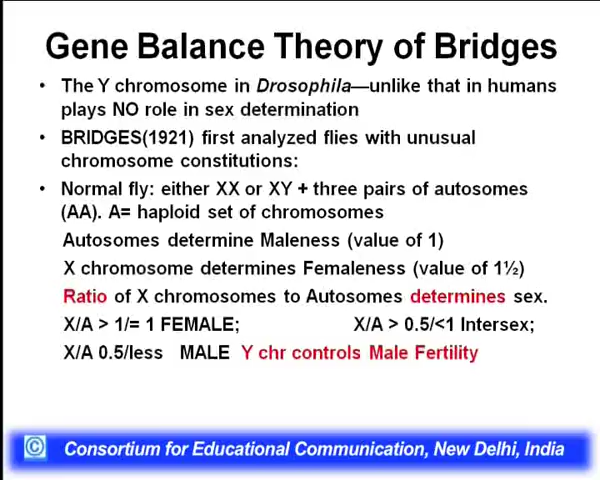 Gene Balance Theory of Bridges
• The Y chromosome in Drosophila—unlike that in humans
plays NO role in sex determination
• BRIDGES(1921) first analyzed flies with unusual
chromosome constitutions:
• Normal fly: either XX or XY + three pairs of autosomes
(AA). A= haploid set of chromosomes
Autosomes determine Maleness (value of 1)
X chromosome determines Femaleness (value of 1½)
Ratio of X chromosomes to Autosomes determines sex.
X/A > 1/= 1 FEMALE; X/A > 0.5/<1 Intersex;
X/A 0.5/less MALE Y chr controls Male Fertility
© Consortium for Educational Communication, New Delhi, India